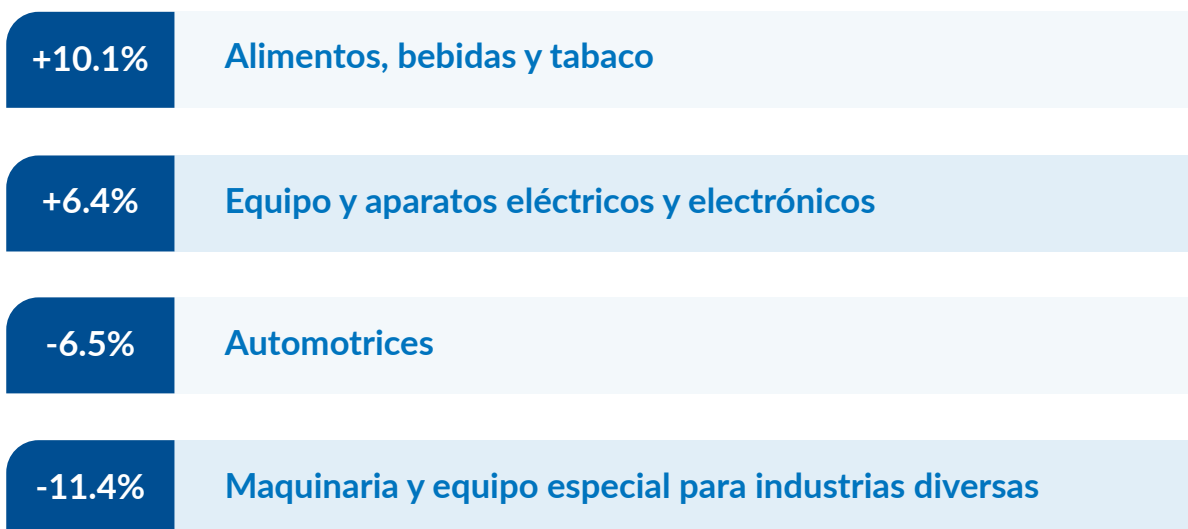 +10.1% Alimentos, bebidas y tabaco
+6.4% Equipo y aparatos eléctricos y electrónicos
-6.5% Automotrices
-11.4% Maquinaria y equipo especial para industrias diversas